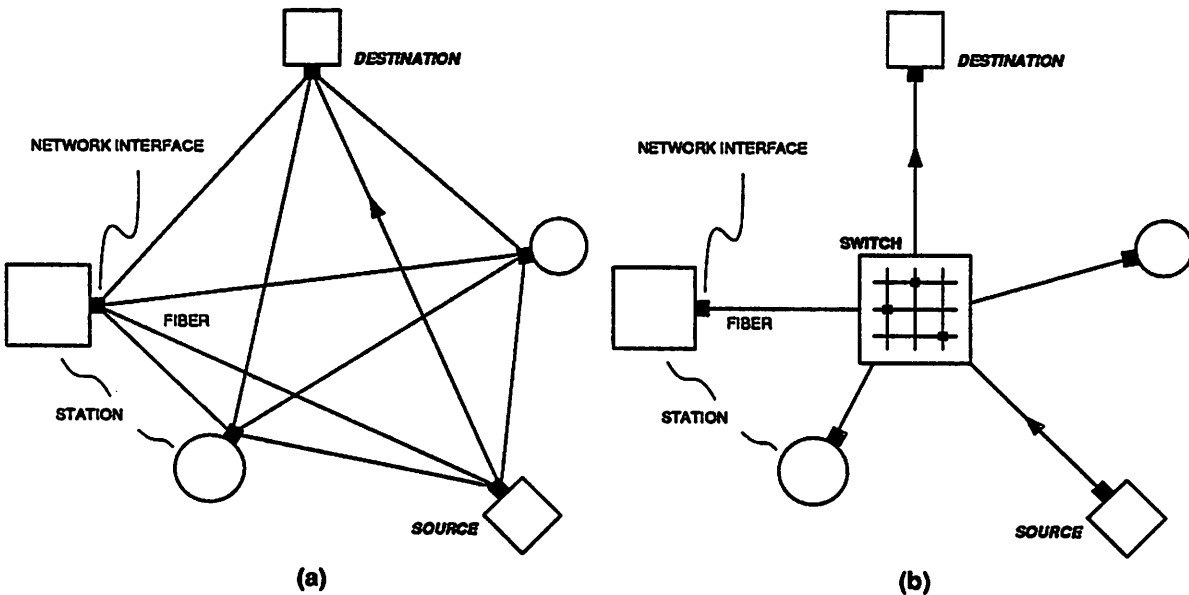 DESTINATION
NETWORK INTERFACE
FIBER
STATION
SOURCE
(a)
DESTINATION
NETWORK INTERFACE
SWITCH
FIBER
STATION
SOURCE
(b)